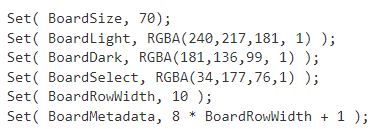 Set( BoardSize, 70);
Set( BoardLight, RGBA(240,217,181, 1) );
Set( BoardDark, RGBA(181,136,99, 1) );
Set( BoardSelect, RGBA(34,177,76,1) );
Set( BoardRowWidth, 10 );
Set( BoardMetadata, 8 * BoardRowWidth + 1 );